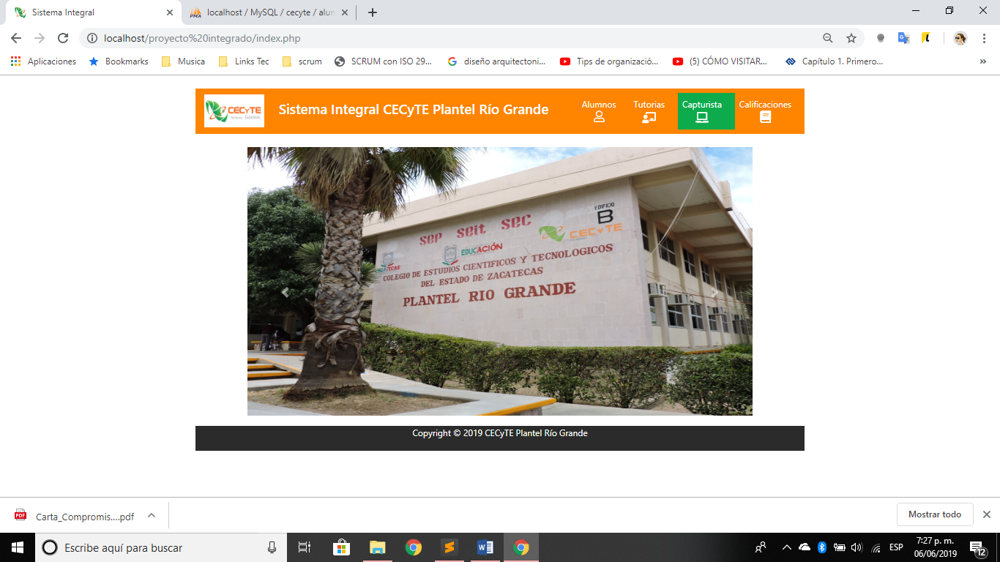 Sistema Integral
localhost / MySQL / cecyte / alun
localhost/proyecto%20integrado/index.php
Aplicaciones Bookmarks Musica Links Tec scrum SCRUM con ISO 29... diseño arquitectoni... Tips de organizació... (5) CÓMO VISITAR... Capítulo 1. Primero... »
CECyTE
Sistema Integral CECyTE Plantel Río Grande
Alumnos Tutorias Capturista Calificaciones
EDIFICIO
B
sep seit sec
CECyTE
EDUCACIÓN
COLEGIO DE ESTUDIOS CIENTIFICOS Y TECNOLOGICOS
DEL ESTADO DE ZACATECAS
PLANTEL RIO GRANDE
Copyright © 2019 CECyTE Plantel Río Grande
PDF Carta_Compromis....pdf
Mostrar todo
Escribe aquí para buscar
ESP
7:27 p. m.
06/06/2019
12